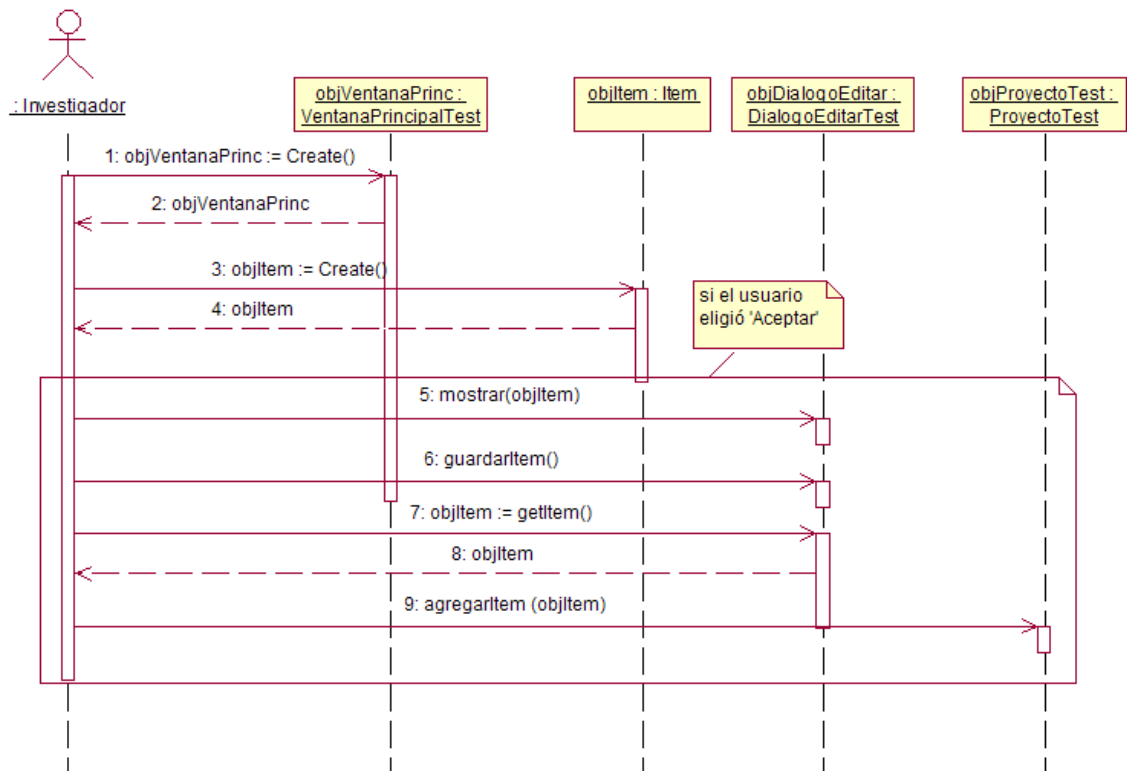 : Investigador
objVentanaPrinc :
VentanaPrincipalTest
objItem : Item
objDialogoEditar :
DialogoEditarTest
objProyectoTest :
ProyectoTest
1: objVentanaPrinc := Create()
2: objVentanaPrinc
3: objItem := Create()
4: objItem
si el usuario
eligió 'Aceptar'
5: mostrar(objItem)
6: guardarItem()
7: objItem := getItem()
8: objItem
9: agregarItem (objItem)